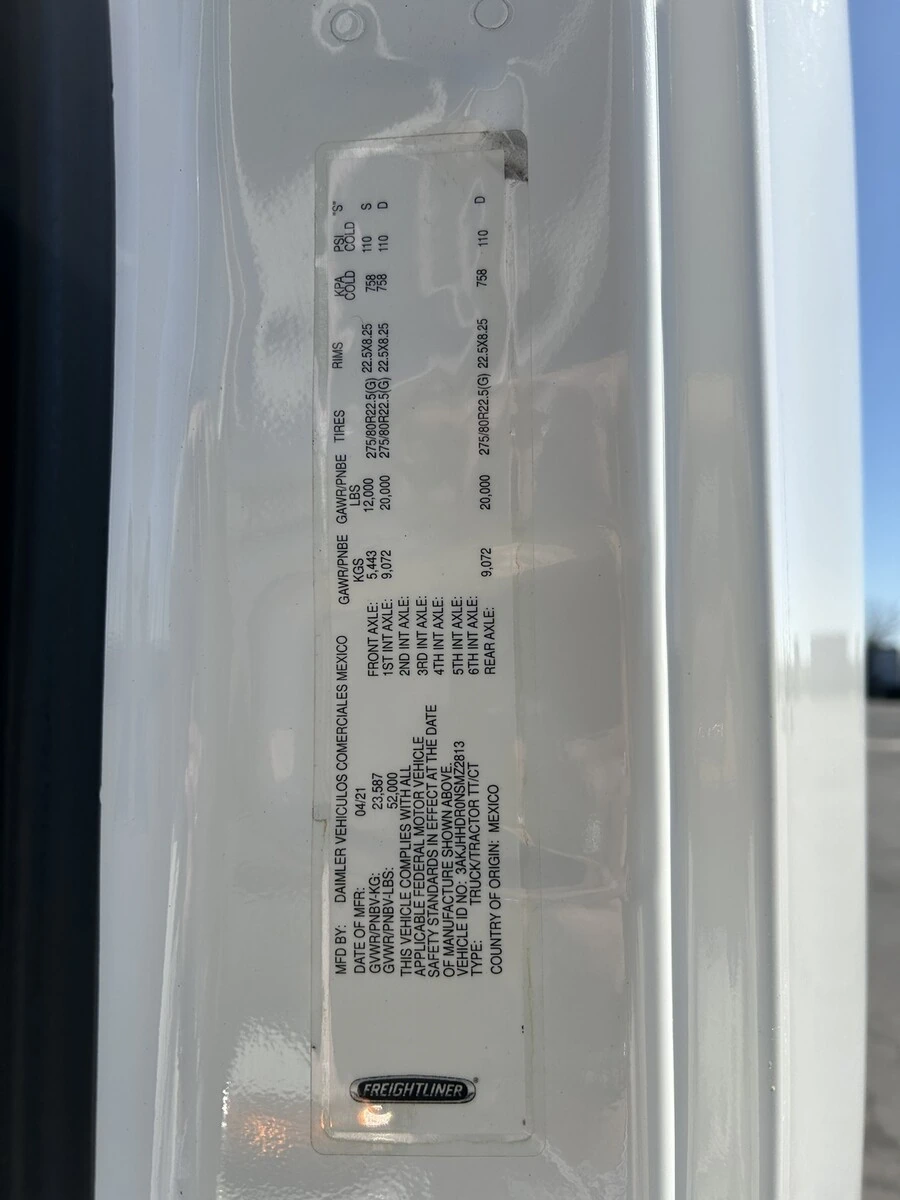 FREIGHTLINER
MFD BY: DAIMLER VEHICULOS COMERCIALES MEXICO
DATE OF MFR: 04/21
GVWR/PNBV-KG: 23,587
GVWR/PNBV-LBS: 52,000
THIS VEHICLE COMPLIES WITH ALL
APPLICABLE FEDERAL MOTOR VEHICLE
SAFETY STANDARDS IN EFFECT AT THE DATE
OF MANUFACTURE SHOWN ABOVE.
VEHICLE ID NO: 3AKJHHDR0NSMZ2813
TYPE: TRUCK/TRACTOR TT/CT
COUNTRY OF ORIGIN: MEXICO
GAWR/PNBE GAWR/PNBE TIRES RIMS KPA PSI "S"
KGS LBS COLD COLD
FRONT AXLE: 5,443 12,000 275/80R22.5(G) 22.5X8.25 758 110 S
1ST INT AXLE: 9,072 20,000 275/80R22.5(G) 22.5X8.25 758 110 D
2ND INT AXLE:
3RD INT AXLE:
4TH INT AXLE:
5TH INT AXLE:
6TH INT AXLE:
REAR AXLE: 9,072 20,000 275/80R22.5(G) 22.5X8.25 758 110 D